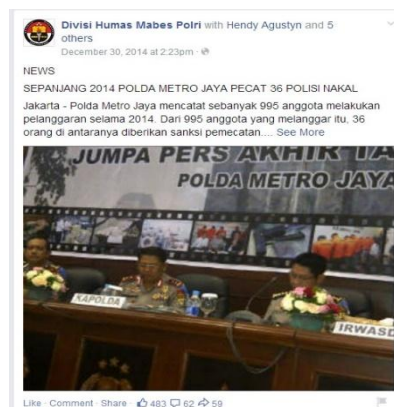 Divisi Humas Mabes Polri with Hendy Agustyn and 5
others
December 30, 2014 at 2:23pm ·
NEWS
SEPANJANG 2014 POLDA METRO JAYA PECAT 36 POLISI NAKAL
Jakarta - Polda Metro Jaya mencatat sebanyak 995 anggota melakukan
pelanggaran selama 2014. Dari 995 anggota yang melanggar itu, 36
orang di antaranya diberikan sanksi pemecatan.... See More
JUMPA PERS AKHIR TA
POLDA METRO JAYA
KAPOLDA
IRWASD
Like · Comment · Share · 483 62 59